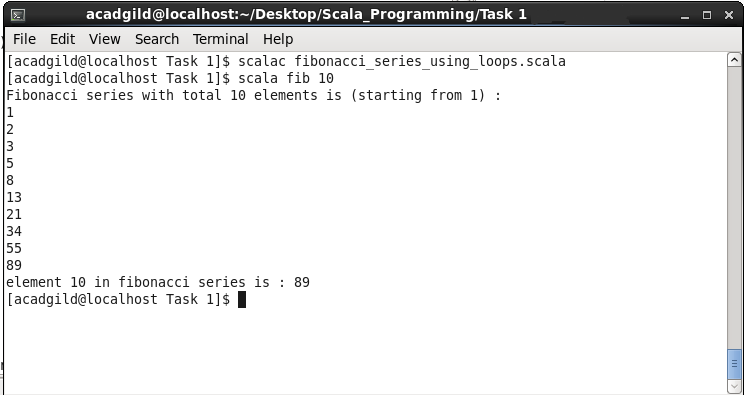 acadgild@localhost:~/Desktop/Scala_Programming/Task 1
File Edit View Search Terminal Help
[acadgild@localhost Task 1]$ scalac fibonacci_series_using_loops.scala
[acadgild@localhost Task 1]$ scala fib 10
Fibonacci series with total 10 elements is (starting from 1) :
1
2
3
5
8
13
21
34
55
89
element 10 in fibonacci series is : 89
[acadgild@localhost Task 1]$